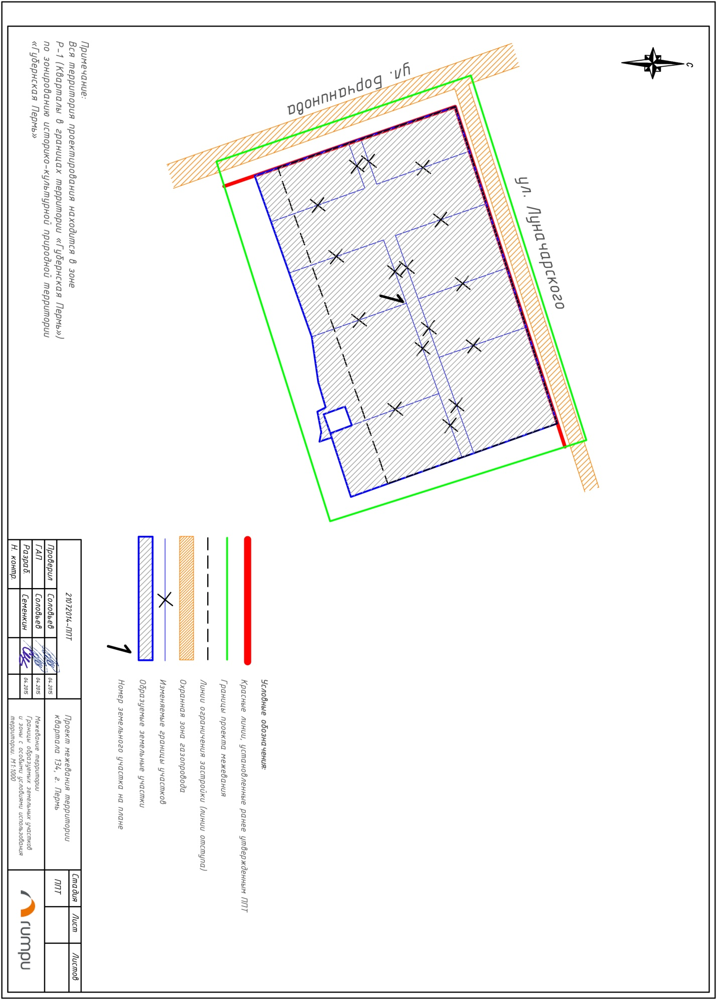 С
ул. Борчанинова
ул. Луначарского
1
Примечание:
Вся территория проектирования находится в зоне
Р-1 (Кварталы в границах территории «Губернская Пермь»)
по зонированию историко-культурной природной территории
«Губернская Пермь»
Условные обозначения:
Красные линии, установленные ранее утвержденным ППТ
Границы проекта межевания
Линии ограничения застройки (линии отступа)
Охранная зона газопровода
Изменяемые границы участков
Образуемые земельные участки
1
Номер земельного участка на плане
21072014-ППТ
Проверил Соловьев 04.2015
ГАП Соловьев 04.2015
Разраб. Семенкин 04.2015
Н. контр.
Проект межевания территории
квартала 134, г. Пермь
Межевание территории
Границы образуемых земельных участков
и зоны с особыми условиями использования
территории. М1:1000
Стадия Лист Листов
ППТ